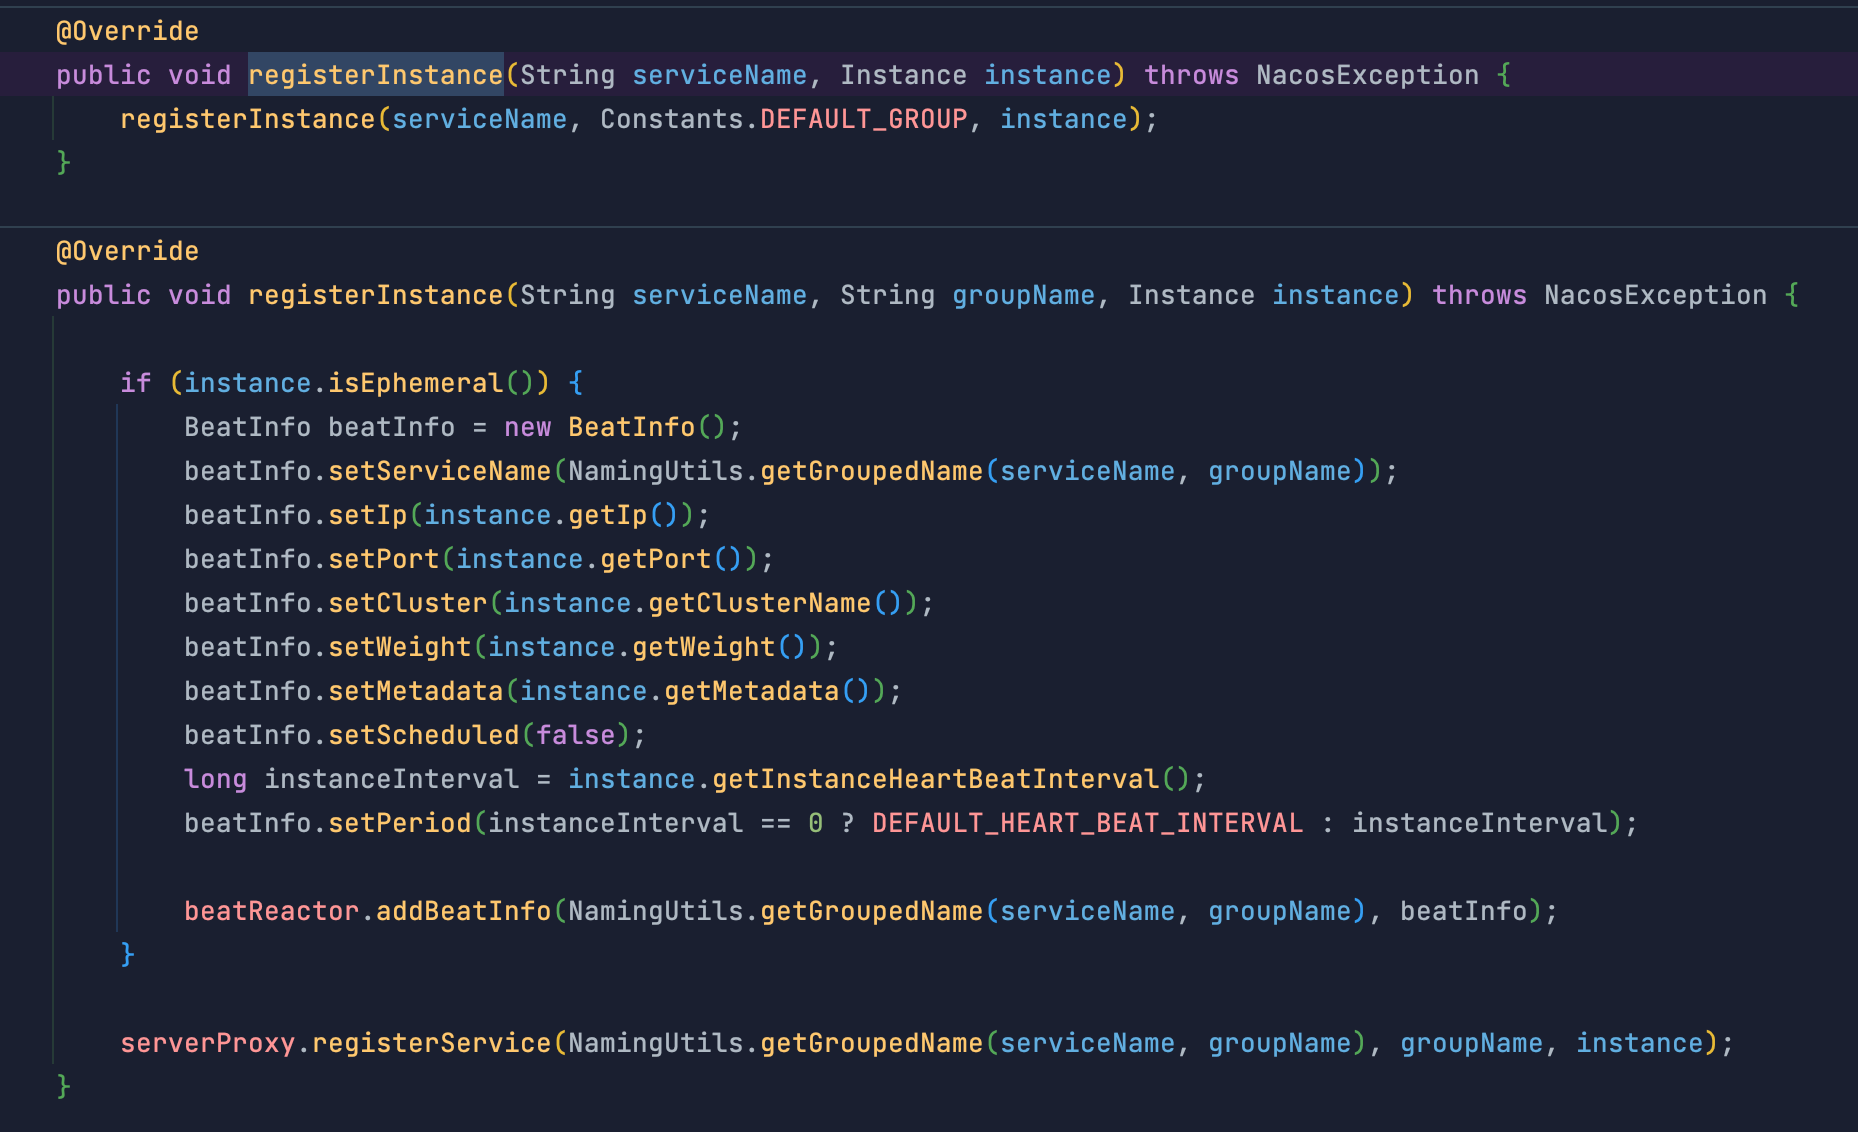 @Override
public void registerInstance(String serviceName, Instance instance) throws NacosException {
    registerInstance(serviceName, Constants.DEFAULT_GROUP, instance);
}
@Override
public void registerInstance(String serviceName, String groupName, Instance instance) throws NacosException {
    if (instance.isEphemeral()) {
        BeatInfo beatInfo = new BeatInfo();
        beatInfo.setServiceName(NamingUtils.getGroupedName(serviceName, groupName));
        beatInfo.setIp(instance.getIp());
        beatInfo.setPort(instance.getPort());
        beatInfo.setCluster(instance.getClusterName());
        beatInfo.setWeight(instance.getWeight());
        beatInfo.setMetadata(instance.getMetadata());
        beatInfo.setScheduled(false);
        long instanceInterval = instance.getInstanceHeartBeatInterval();
        beatInfo.setPeriod(instanceInterval == 0 ? DEFAULT_HEART_BEAT_INTERVAL : instanceInterval);
        beatReactor.addBeatInfo(NamingUtils.getGroupedName(serviceName, groupName), beatInfo);
    }
    serverProxy.registerService(NamingUtils.getGroupedName(serviceName, groupName), groupName, instance);
}